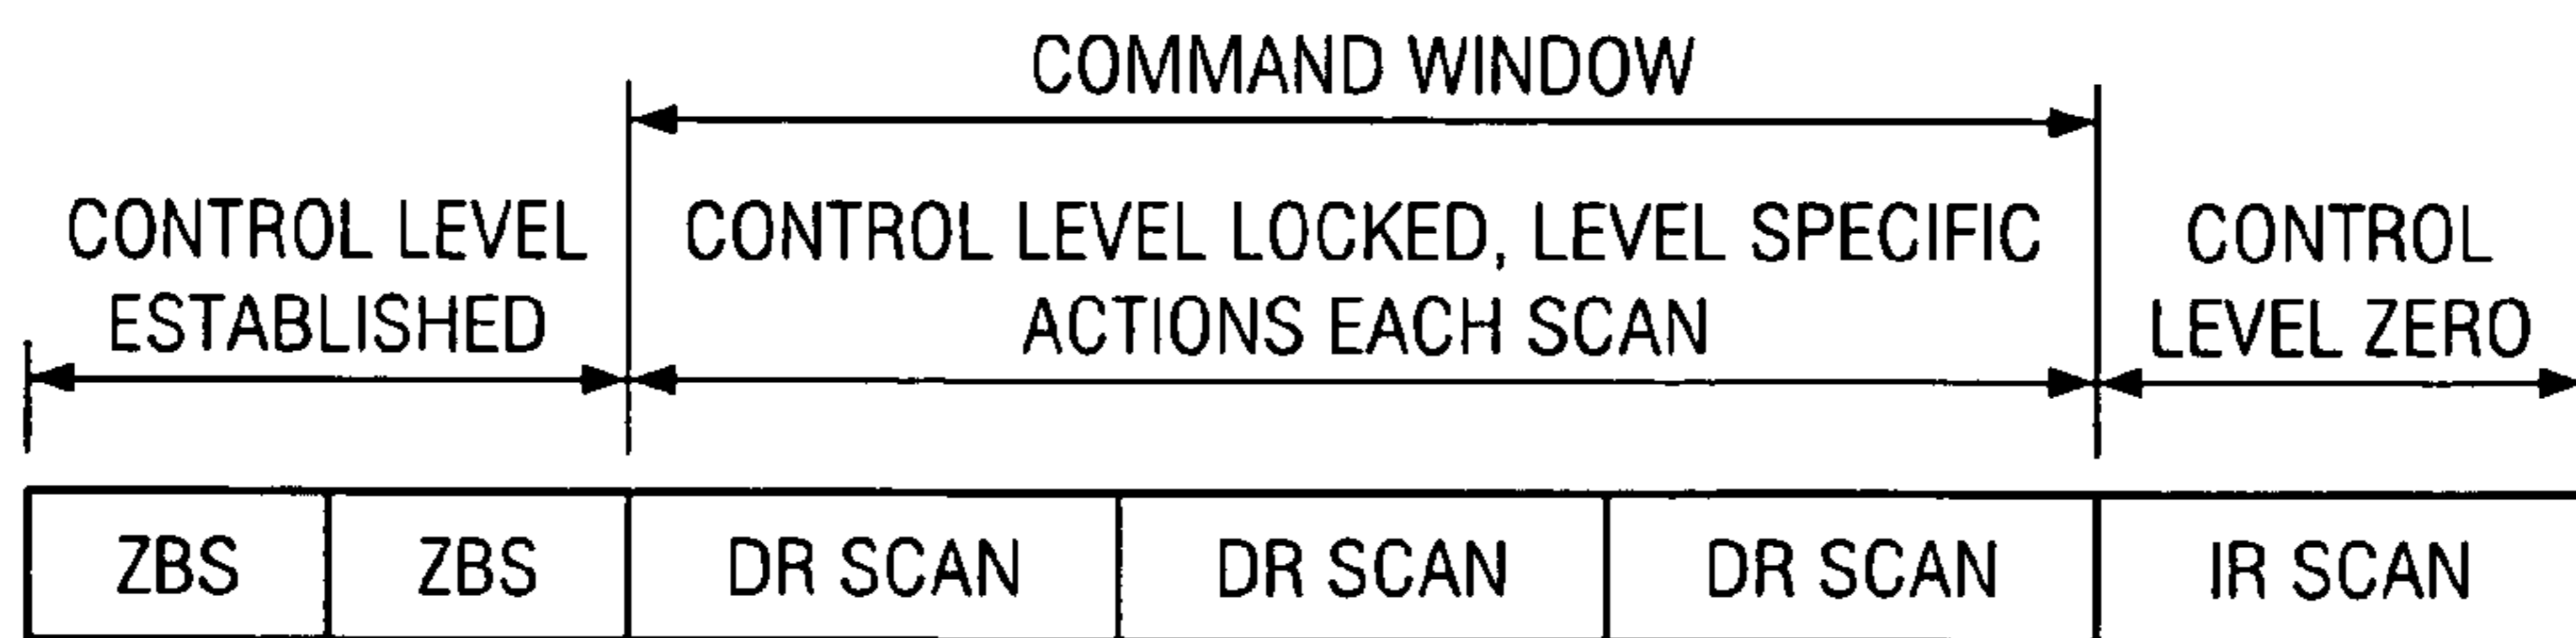 COMMAND WINDOW
CONTROL LEVEL
ESTABLISHED
CONTROL LEVEL LOCKED, LEVEL SPECIFIC
ACTIONS EACH SCAN
CONTROL
LEVEL ZERO
ZBS ZBS DR SCAN DR SCAN DR SCAN IR SCAN